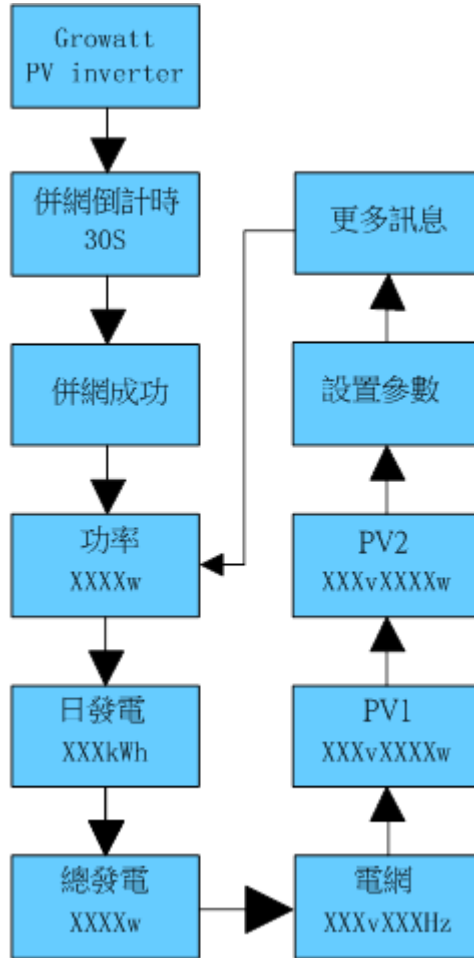 Growatt
PV inverter
併網倒計時
30S
併網成功
功率
XXXXw
日發電
XXXkWh
總發電
XXXXw
電網
XXXvXXXHz
PV1
XXXvXXXXw
PV2
XXXvXXXXw
設置參數
更多訊息